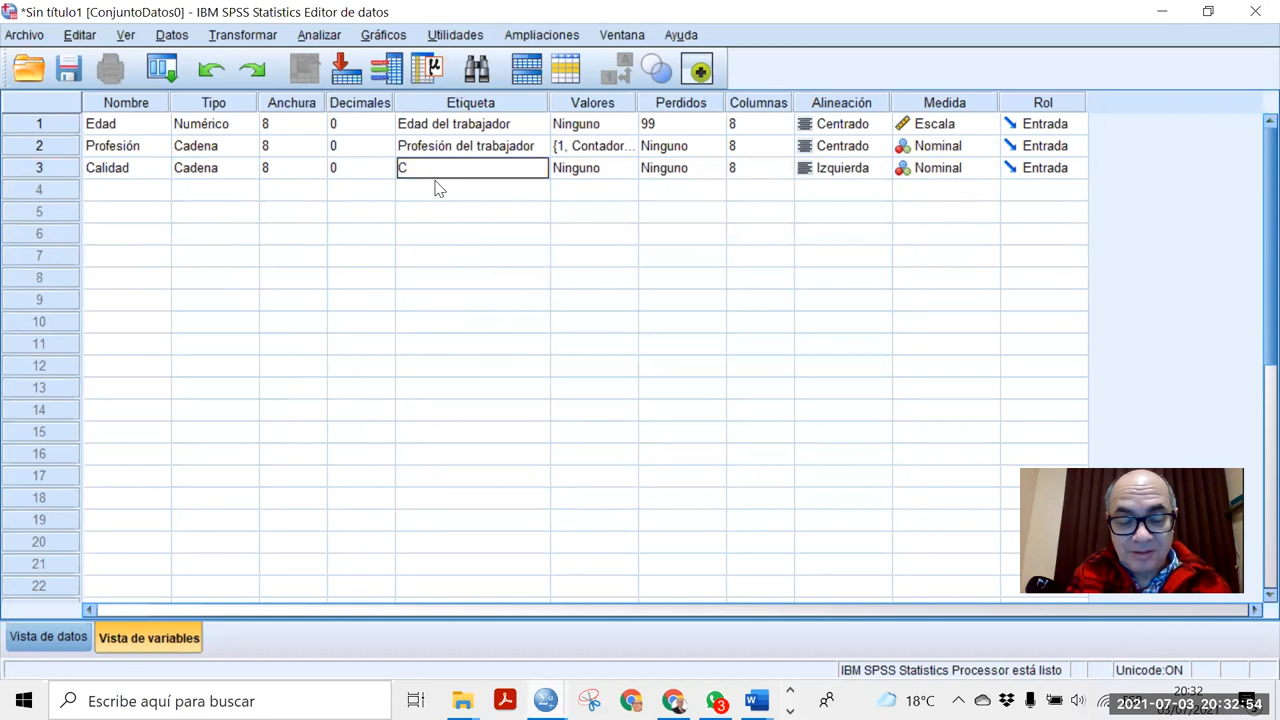 *Sin título1 [ConjuntoDatos0] - IBM SPSS Statistics Editor de datos
Archivo Editar Ver Datos Transformar Analizar Gráficos Utilidades Ampliaciones Ventana Ayuda
Nombre Tipo Anchura Decimales Etiqueta Valores Perdidos Columnas Alineación Medida Rol
1 Edad Numérico 8 0 Edad del trabajador Ninguno 99 8 Centrado Escala Entrada
2 Profesión Cadena 8 0 Profesión del trabajador {1, Contador... Ninguno 8 Centrado Nominal Entrada
3 Calidad Cadena 8 0 C Ninguno Ninguno 8 Izquierda Nominal Entrada
4
5
6
7
8
9
10
11
12
13
14
15
16
17
18
19
20
21
22
Vista de datos Vista de variables
IBM SPSS Statistics Processor está listo Unicode:ON
Escribe aquí para buscar
3
18°C
20:32
2021-07-03 20:32:54